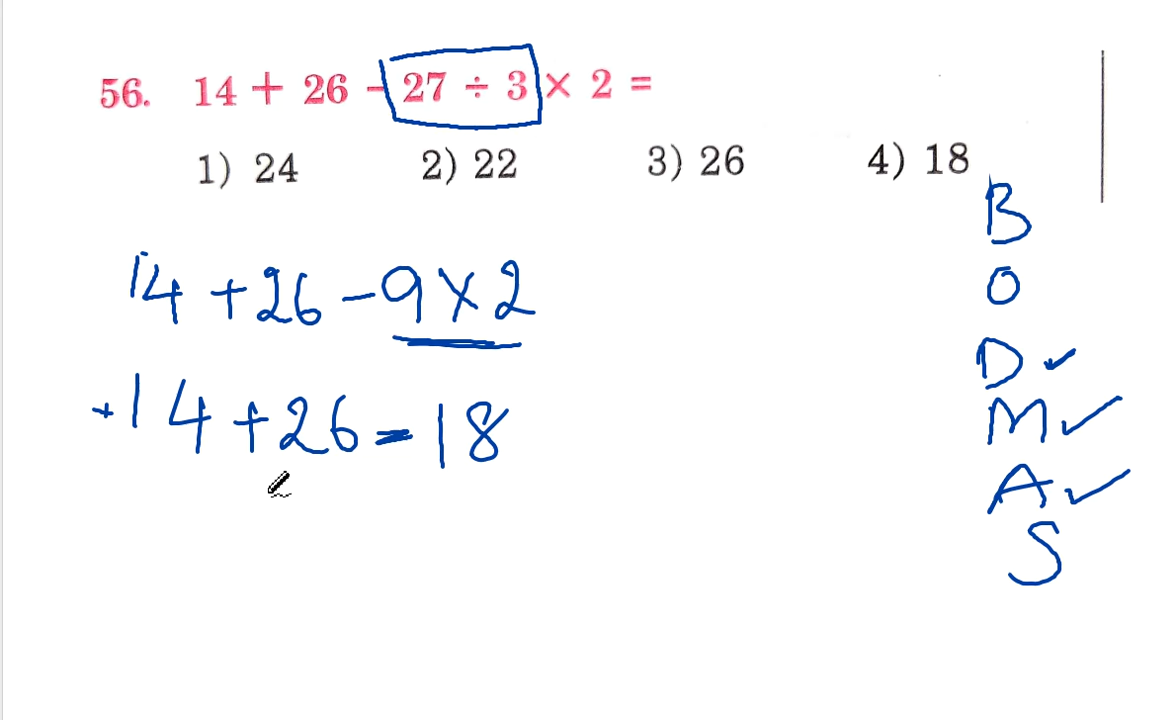 56. 14 + 26 - 27 ÷ 3 × 2 =
1) 24 2) 22 3) 26 4) 18
14 + 26 - 9 × 2
+14 + 26 - 18
B
O
D ✓
M ✓
A ✓
S